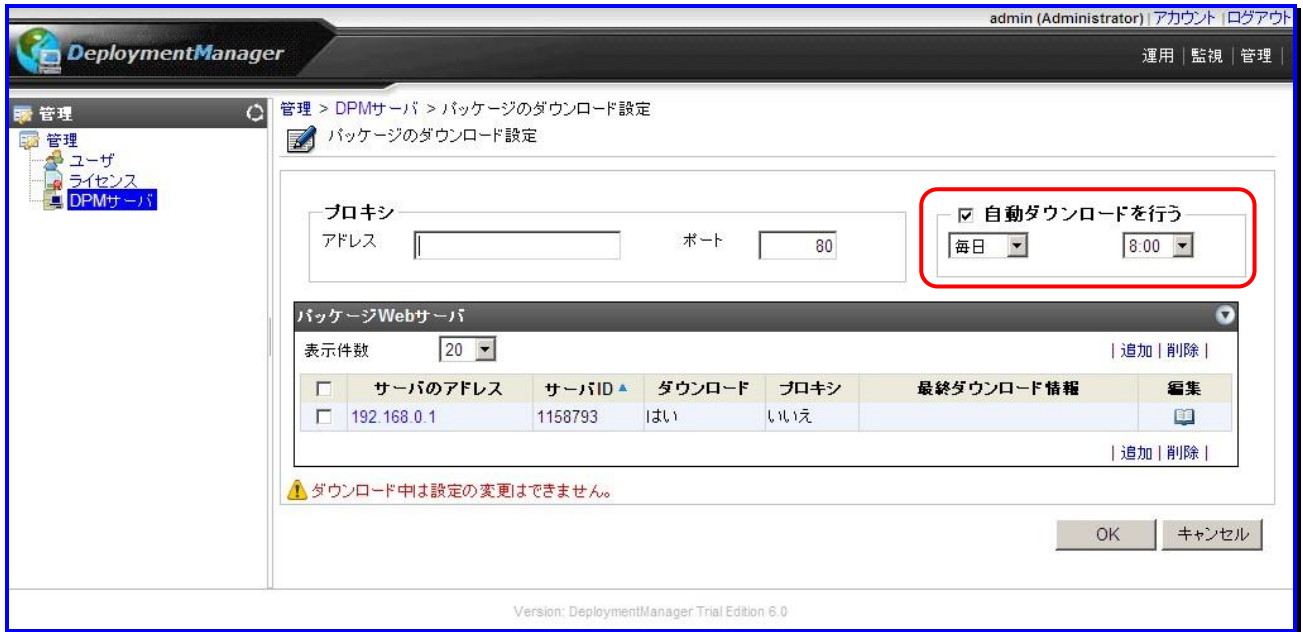 admin (Administrator) | アカウント | ログアウト
DeploymentManager
運用 | 監視 | 管理 |
管理
管理
ユーザ
ライセンス
DPMサーバ
管理 > DPMサーバ > パッケージのダウンロード設定
パッケージのダウンロード設定
プロキシ
アドレス ポート 80
自動ダウンロードを行う
毎日 8:00
パッケージWebサーバ
表示件数 20 | 追加 | 削除 |
サーバのアドレス サーバID ダウンロード プロキシ 最終ダウンロード情報 編集
192.168.0.1 1158793 はい いいえ
| 追加 | 削除 |
ダウンロード中は設定の変更はできません。
OK キャンセル
Version: DeploymentManager Trial Edition 6.0